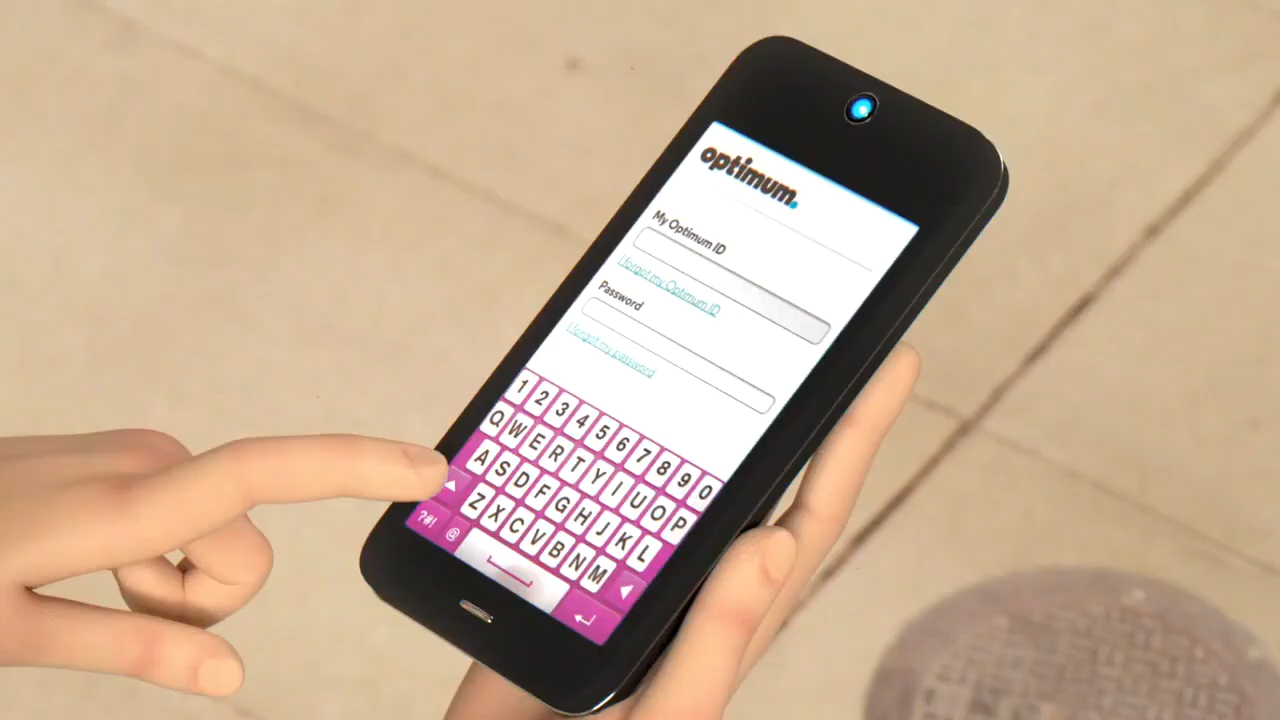 optimum.
My Optimum ID
I forgot my Optimum ID
Password
I forgot my password
1 2 3 4 5 6 7 8 9 0
Q W E R T Y I U O P
A S D F G H J K L
Z X C V B N M
?#! @